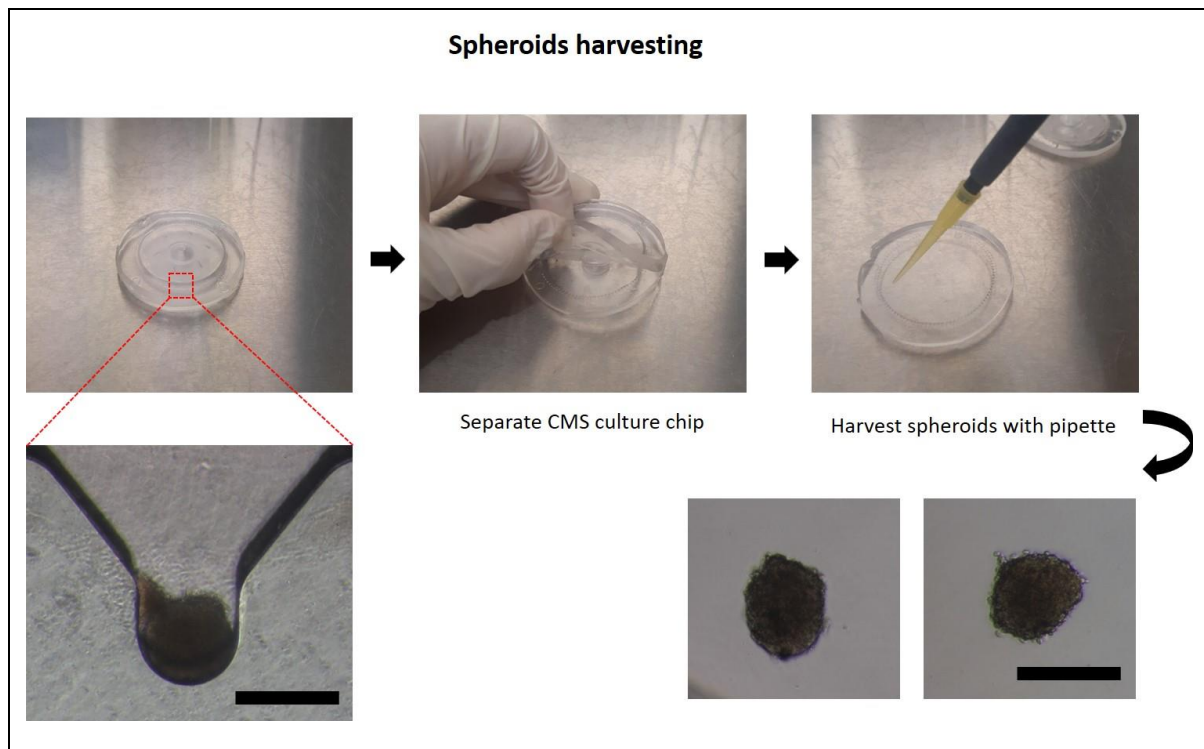 Spheroids harvesting
Separate CMS culture chip
Harvest spheroids with pipette